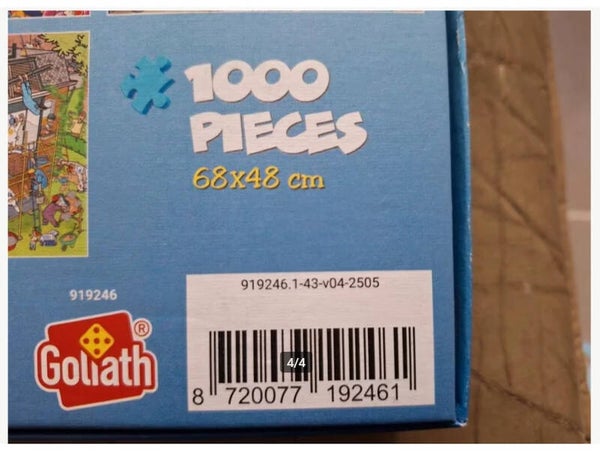 1000
PIECES
68x48 cm
919246
919246.1-43-v04-2505
Goliath®
4/4
8 720077 192461